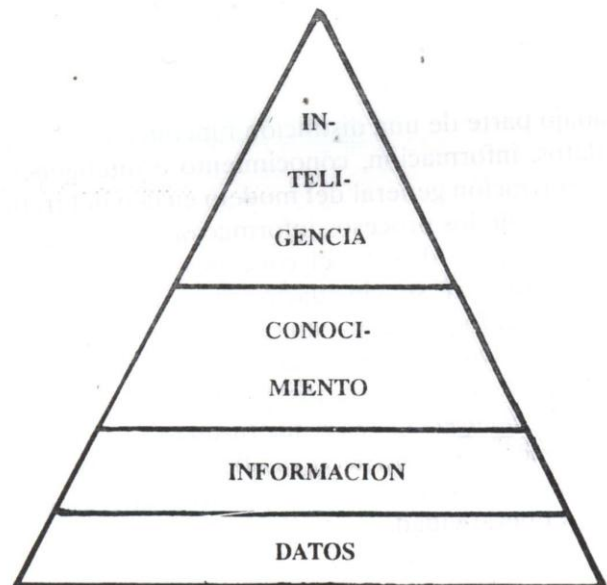 IN-
TELI-
GENCIA
CONOCI-
MIENTO
INFORMACION
DATOS